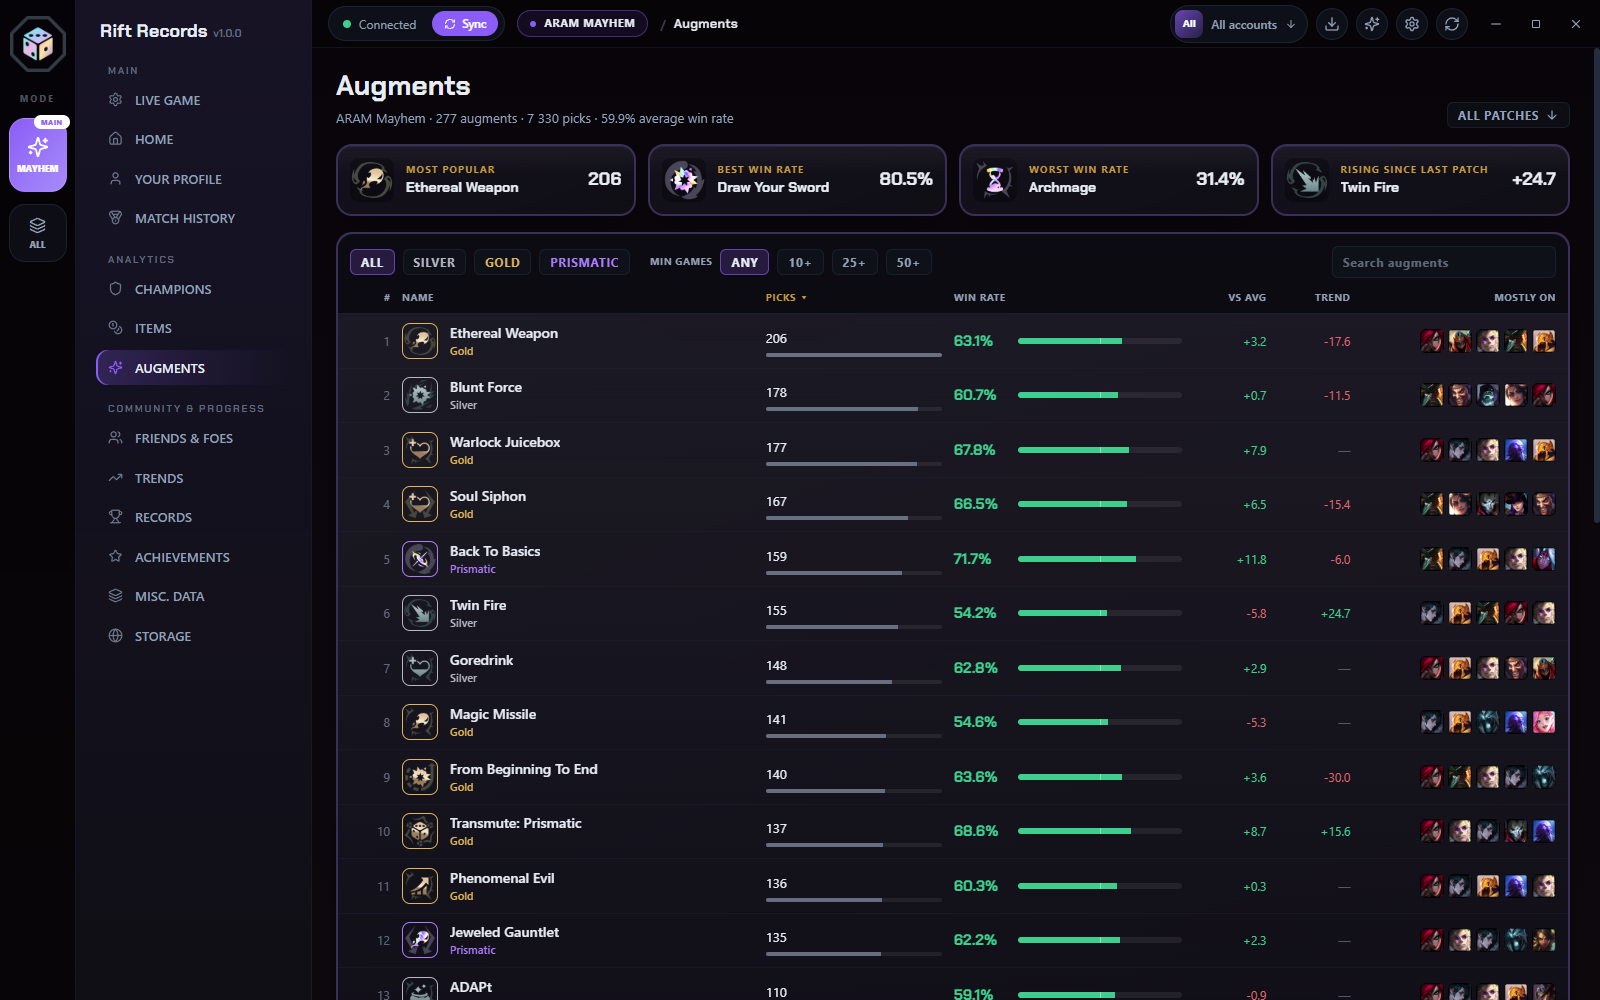 Rift Records v1.0.0
MODE
MAIN
MAYHEM
ALL
MAIN
LIVE GAME
HOME
YOUR PROFILE
MATCH HISTORY
ANALYTICS
CHAMPIONS
ITEMS
AUGMENTS
COMMUNITY & PROGRESS
FRIENDS & FOES
TRENDS
RECORDS
ACHIEVEMENTS
MISC. DATA
STORAGE
Connected Sync ARAM MAYHEM / Augments All All accounts
Augments
ARAM Mayhem · 277 augments · 7 330 picks · 59.9% average win rate
ALL PATCHES
MOST POPULAR
Ethereal Weapon 206
BEST WIN RATE
Draw Your Sword 80.5%
WORST WIN RATE
Archmage 31.4%
RISING SINCE LAST PATCH
Twin Fire +24.7
ALL SILVER GOLD PRISMATIC MIN GAMES ANY 10+ 25+ 50+ Search augments
# NAME PICKS WIN RATE VS AVG TREND MOSTLY ON
1 Ethereal Weapon 206 63.1% +3.2 -17.6
Gold
2 Blunt Force 178 60.7% +0.7 -11.5
Silver
3 Warlock Juicebox 177 67.8% +7.9 —
Gold
4 Soul Siphon 167 66.5% +6.5 -15.4
Gold
5 Back To Basics 159 71.7% +11.8 -6.0
Prismatic
6 Twin Fire 155 54.2% -5.8 +24.7
Silver
7 Goredrink 148 62.8% +2.9 —
Silver
8 Magic Missile 141 54.6% -5.3 —
Gold
9 From Beginning To End 140 63.6% +3.6 -30.0
Gold
10 Transmute: Prismatic 137 68.6% +8.7 +15.6
Gold
11 Phenomenal Evil 136 60.3% +0.3 —
Gold
12 Jeweled Gauntlet 135 62.2% +2.3 —
Prismatic
13 ADAPt 110 59.1% -0.9 —